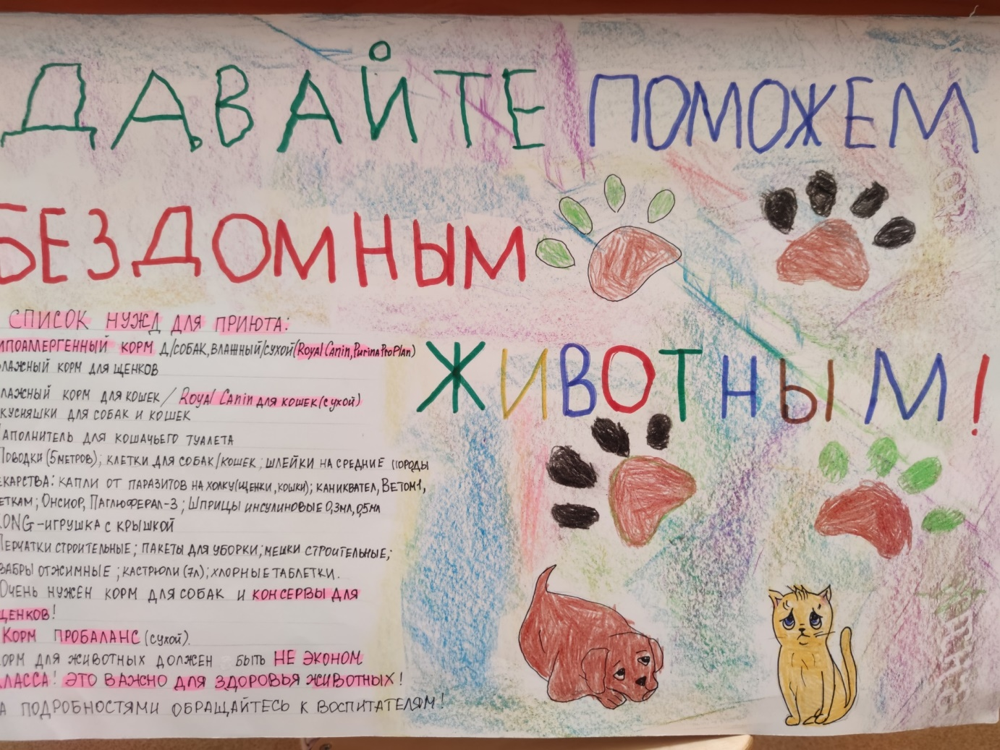 ДАВАЙТЕ ПОМОЖЕМ
БЕЗДОМНЫМ
ЖИВОТНЫМ!
СПИСОК НУЖД ДЛЯ ПРИЮТА:
ИПОАЛЛЕРГЕННЫЙ КОРМ Д/СОБАК, ВЛАЖНЫЙ/СУХОЙ (Royal Canin, Purina ProPlan)
ЛАЖНЫЙ КОРМ ДЛЯ ЩЕНКОВ
ЛАЖНЫЙ КОРМ ДЛЯ КОШЕК / Royal Canin ДЛЯ КОШЕК (СУХОЙ)
КУСНЯШКИ ДЛЯ СОБАК И КОШЕК
НАПОЛНИТЕЛЬ ДЛЯ КОШАЧЬЕГО ТУАЛЕТА
ПОВОДКИ (5МЕТРОВ); КЛЕТКИ ДЛЯ СОБАК/КОШЕК; ШЛЕЙКИ НА СРЕДНИЕ ПОРОДЫ
ЕКАРСТВА: КАПЛИ ОТ ПАРАЗИТОВ НА ХОЛКУ (ЩЕНКИ, КОШКИ); КАНИКВАТЕЛ, ВЕТОМ1,
ЕТКАМ; ОНСИОР, ПАГЛЮФЕРАЛ-3; ШПРИЦЫ ИНСУЛИНОВЫЕ 0,3МЛ, 0,5МЛ
KONG-ИГРУШКА С КРЫШКОЙ
ПЕРЧАТКИ СТРОИТЕЛЬНЫЕ; ПАКЕТЫ ДЛЯ УБОРКИ; МЕШКИ СТРОИТЕЛЬНЫЕ;
ВАБРЫ ОТЖИМНЫЕ; КАСТРЮЛИ (7Л); ХЛОРНЫЕ ТАБЛЕТКИ.
ОЧЕНЬ НУЖЕН КОРМ ДЛЯ СОБАК И КОНСЕРВЫ ДЛЯ
ЩЕНКОВ!
КОРМ ПРОБАЛАНС (СУХОЙ).
ОРМ ДЛЯ ЖИВОТНЫХ ДОЛЖЕН БЫТЬ НЕ ЭКОНОМ
ЛАССА! ЭТО ВАЖНО ДЛЯ ЗДОРОВЬЯ ЖИВОТНЫХ!
А ПОДРОБНОСТЯМИ ОБРАЩАЙТЕСЬ К ВОСПИТАТЕЛЯМ!